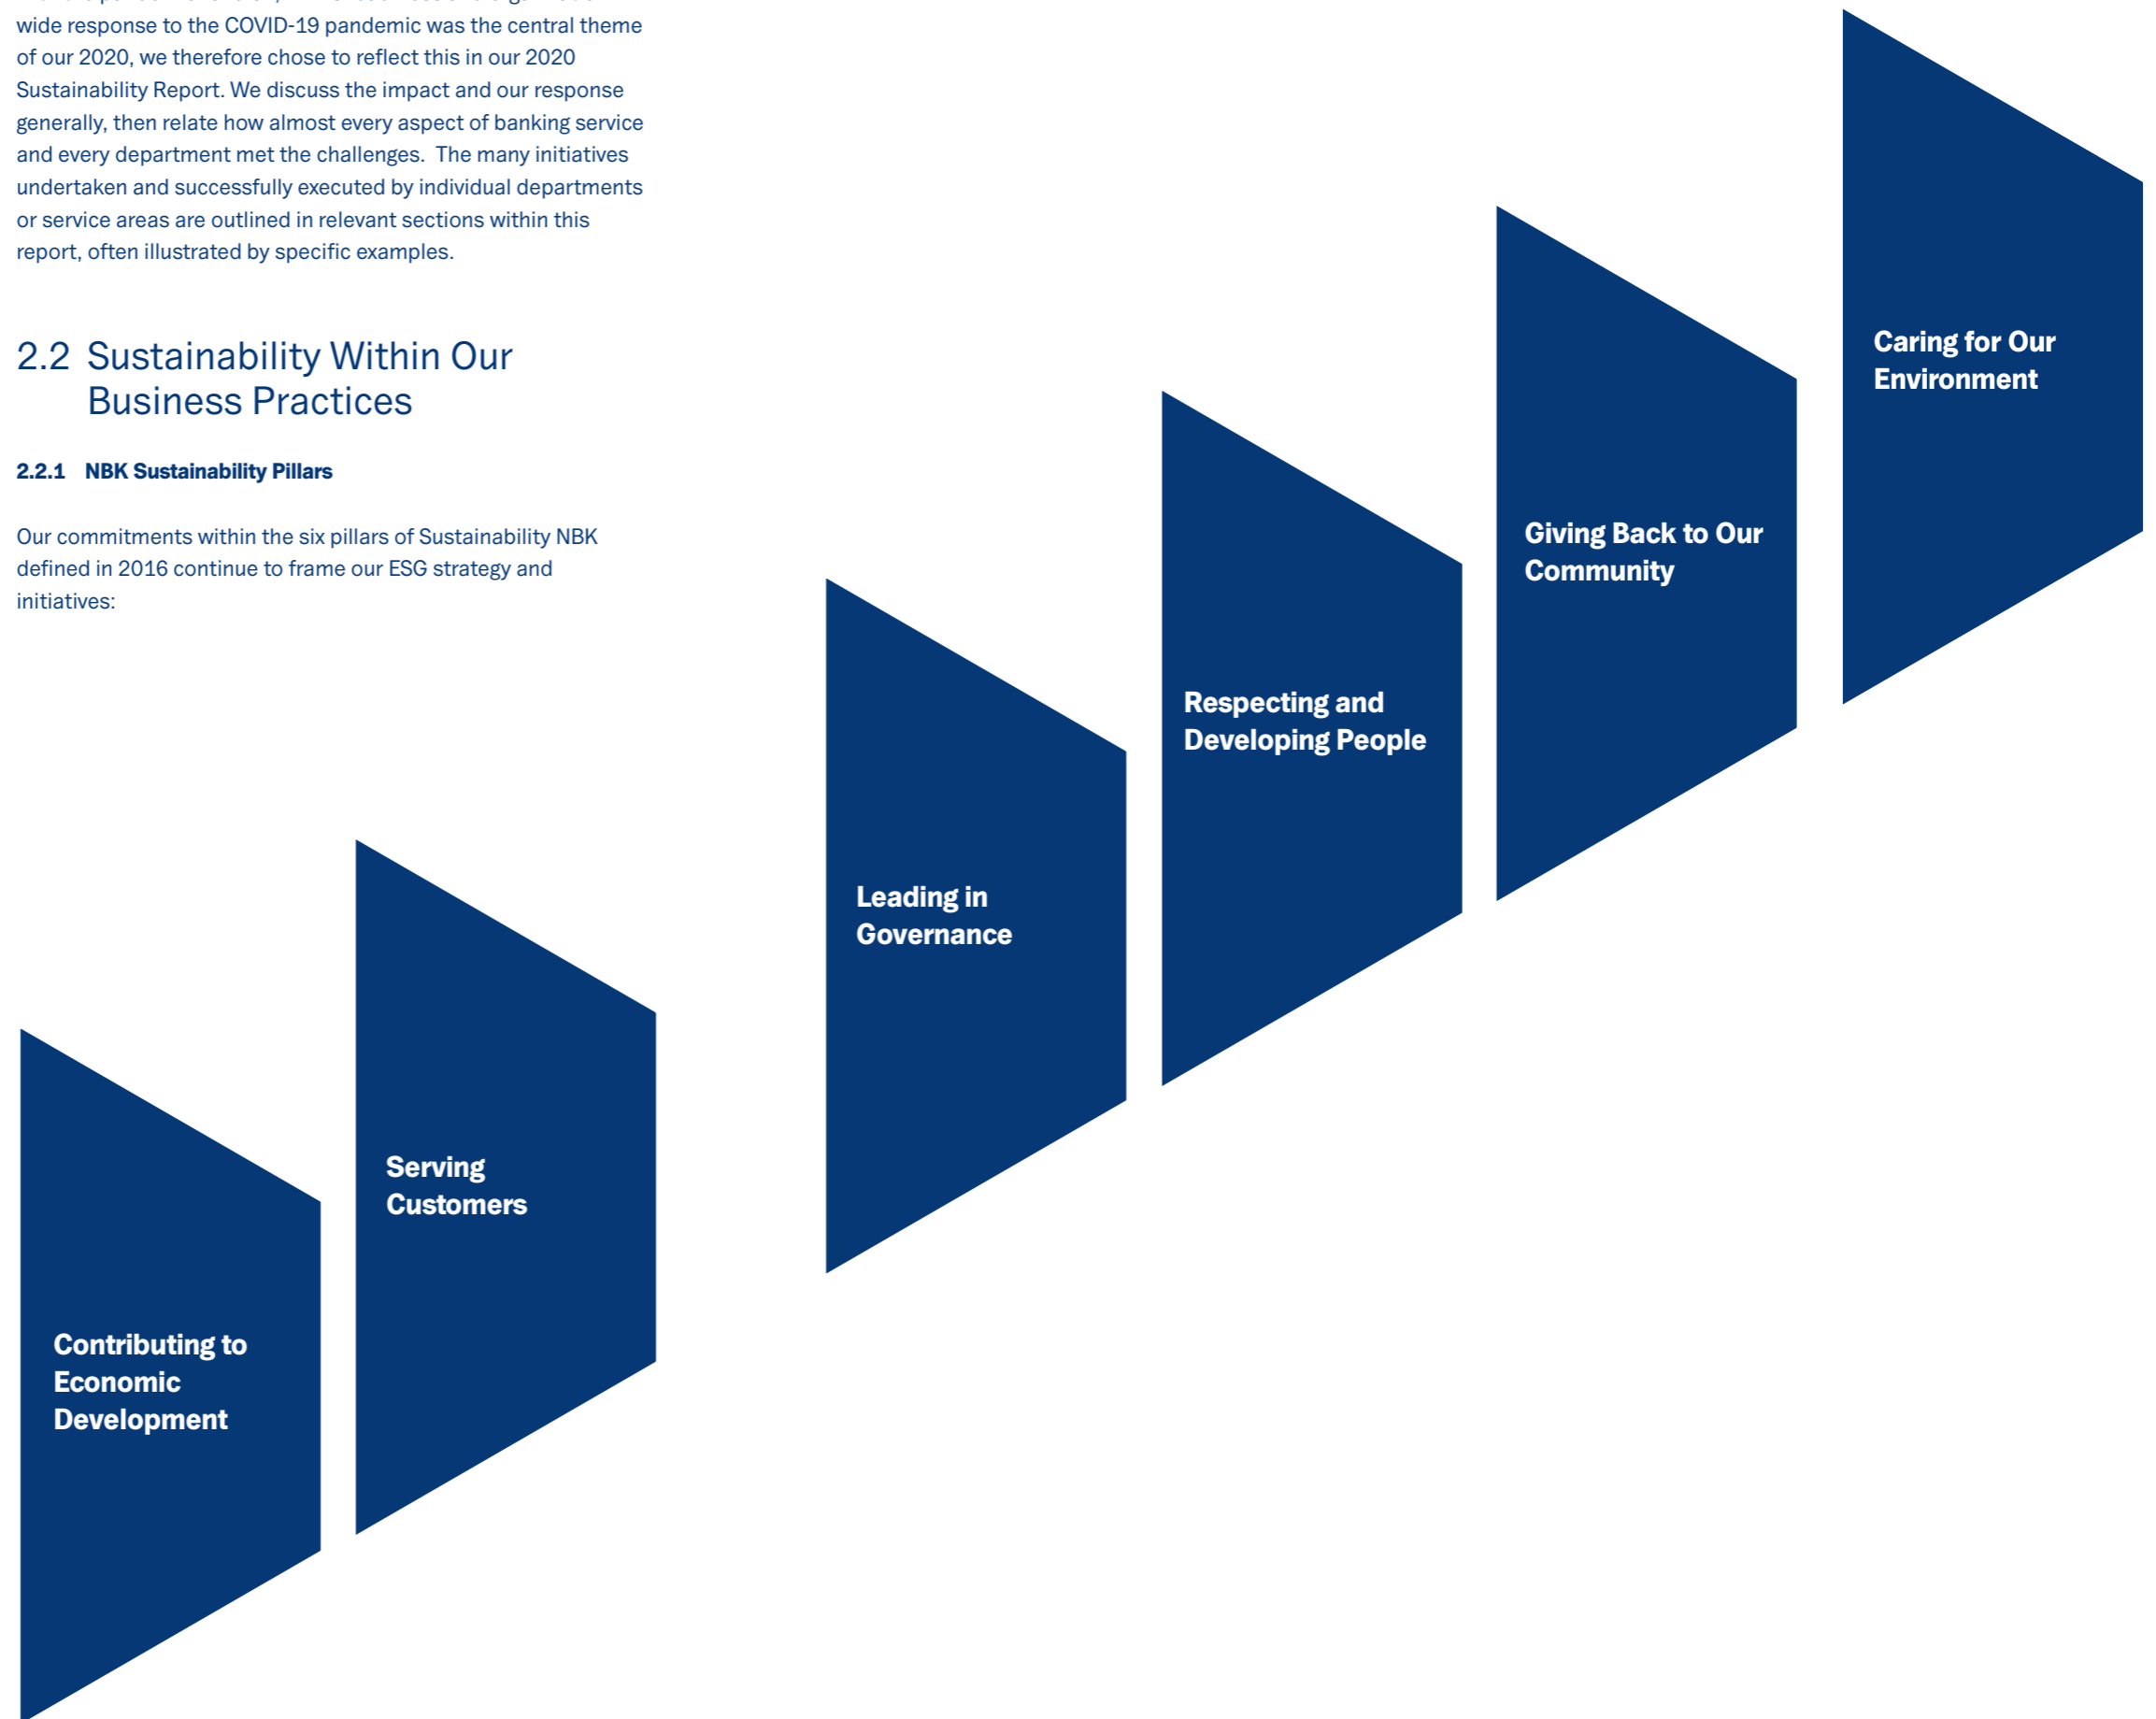 wide response to the COVID-19 pandemic was the central theme
of our 2020, we therefore chose to reflect this in our 2020
Sustainability Report. We discuss the impact and our response
generally, then relate how almost every aspect of banking service
and every department met the challenges.  The many initiatives
undertaken and successfully executed by individual departments
or service areas are outlined in relevant sections within this
report, often illustrated by specific examples.
2.2 Sustainability Within Our
Business Practices
2.2.1 NBK Sustainability Pillars
Our commitments within the six pillars of Sustainability NBK
defined in 2016 continue to frame our ESG strategy and
initiatives:
Contributing to
Economic
Development
Serving
Customers
Leading in
Governance
Respecting and
Developing People
Giving Back to Our
Community
Caring for Our
Environment